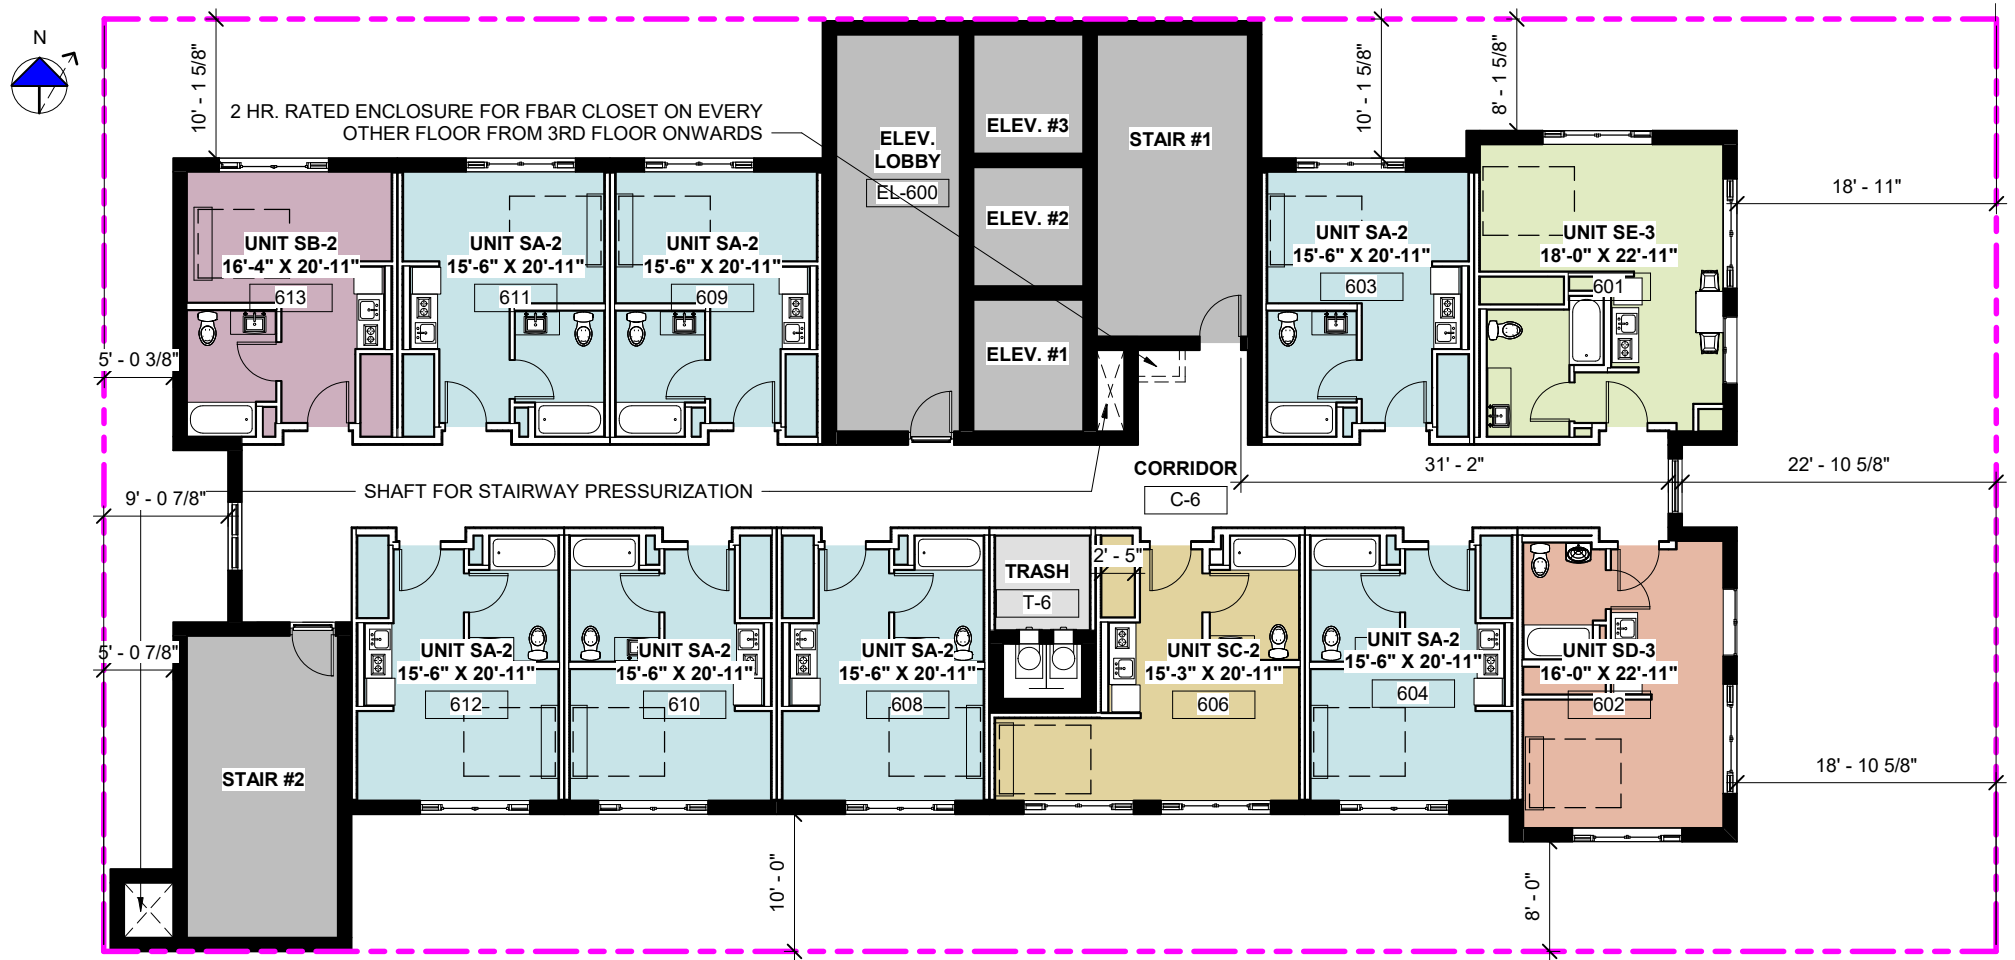 N
10' - 1 5/8"
10' - 1 5/8"
8' - 1 5/8"
2 HR. RATED ENCLOSURE FOR FBAR CLOSET ON EVERY
OTHER FLOOR FROM 3RD FLOOR ONWARDS
ELEV.
LOBBY
EL-600
ELEV. #3
ELEV. #2
ELEV. #1
STAIR #1
18' - 11"
UNIT SB-2
16'-4" X 20'-11"
613
UNIT SA-2
15'-6" X 20'-11"
611
UNIT SA-2
15'-6" X 20'-11"
609
UNIT SA-2
15'-6" X 20'-11"
603
UNIT SE-3
18'-0" X 22'-11"
601
5' - 0 3/8"
9' - 0 7/8"
SHAFT FOR STAIRWAY PRESSURIZATION
CORRIDOR
C-6
31' - 2"
22' - 10 5/8"
5' - 0 7/8"
TRASH
T-6
2' - 5"
UNIT SA-2
15'-6" X 20'-11"
612
UNIT SA-2
15'-6" X 20'-11"
610
UNIT SA-2
15'-6" X 20'-11"
608
UNIT SC-2
15'-3" X 20'-11"
606
UNIT SA-2
15'-6" X 20'-11"
604
UNIT SD-3
16'-0" X 22'-11"
602
STAIR #2
18' - 10 5/8"
10' - 0"
8' - 0"